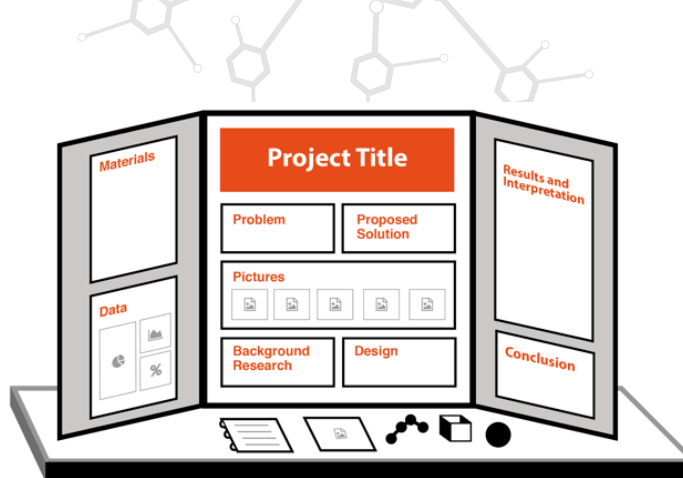 Materials
Data
%
Project Title
Problem
Proposed
Solution
Pictures
Background
Research
Design
Results and
Interpretation
Conclusion